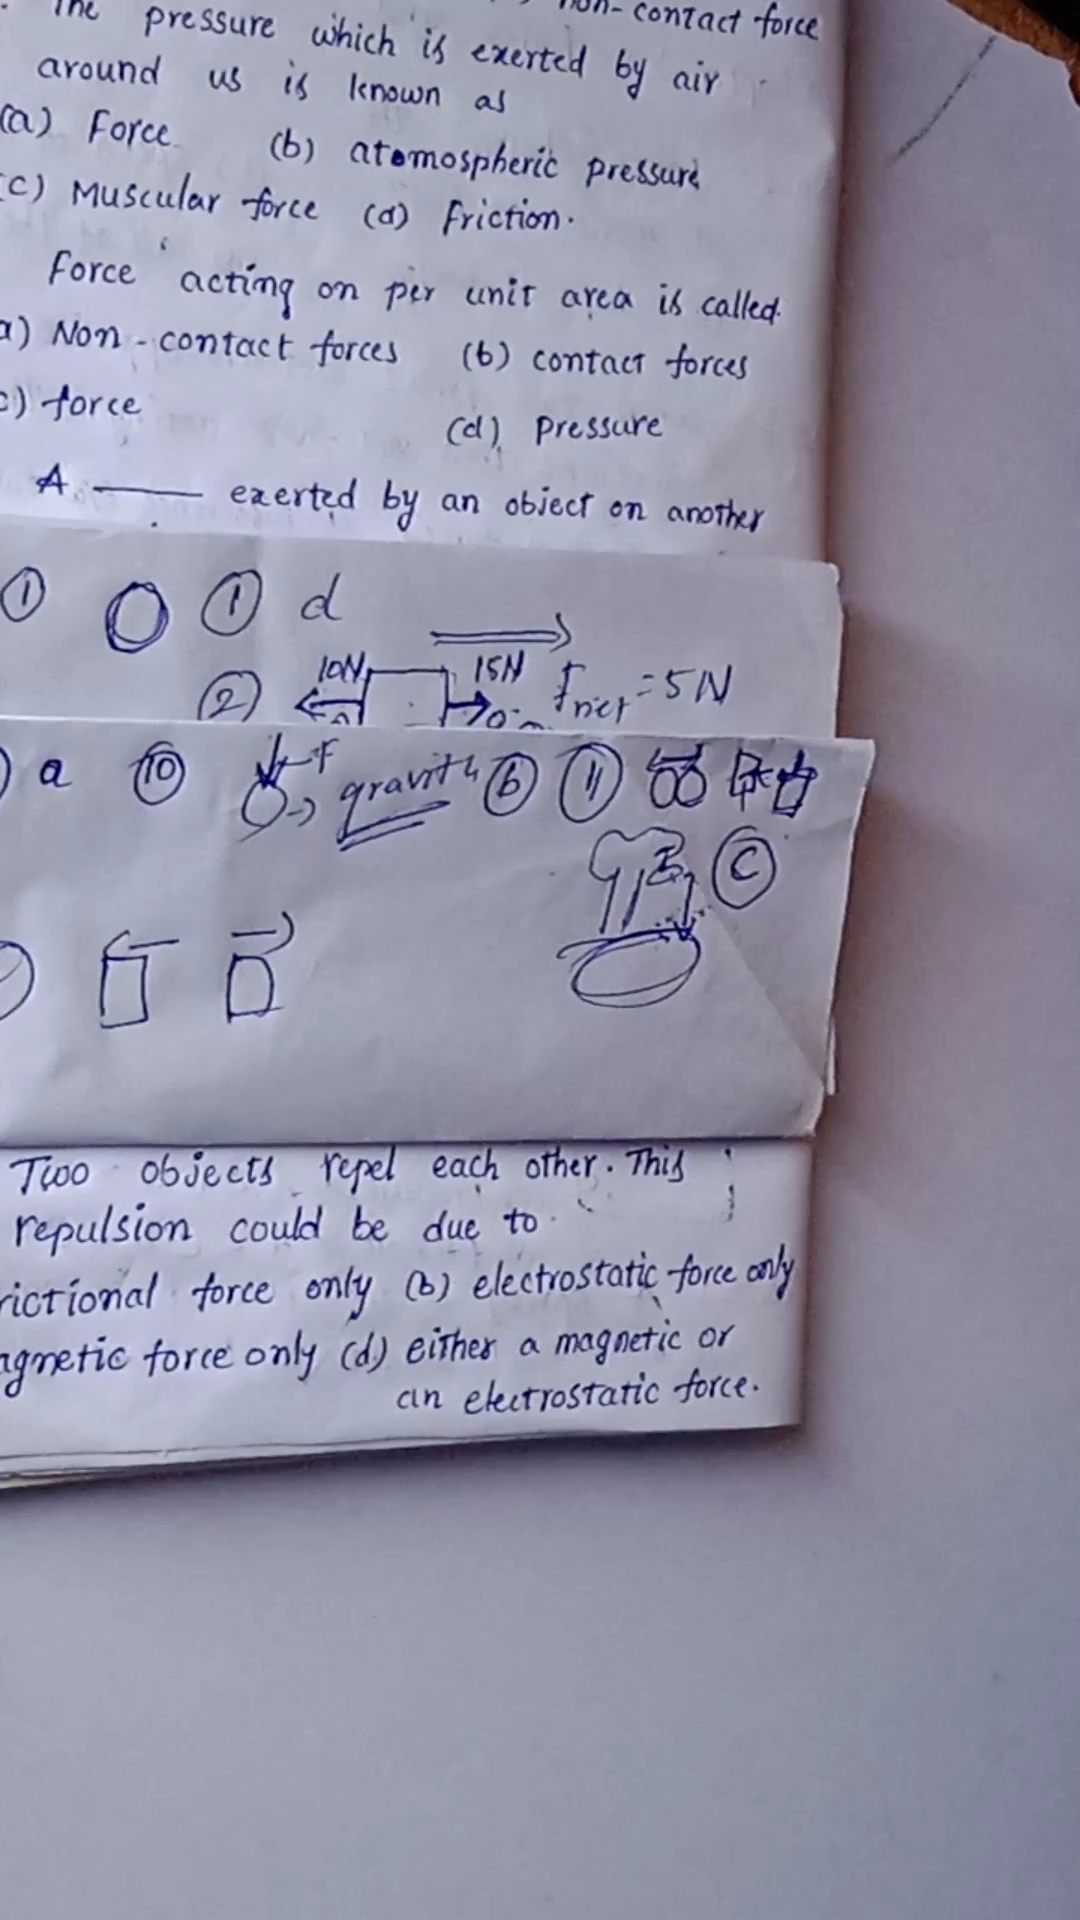 The pressure which is exerted by air
non-contact force
around us is known as
(a) Force (b) atomospheric pressure
(c) Muscular force (d) friction.
Force acting on per unit area is called.
a) Non-contact forces (b) contact forces
c) force (d) Pressure
A ____ exerted by an object on another
① ① d
② 10N 15N = 5N
a ⑩ F gravity ⓑ ⑪
ⓒ
Two objects repel each other. This
repulsion could be due to
rictional force only (b) electrostatic force only
agnetic force only (d) either a magnetic or
an electrostatic force.